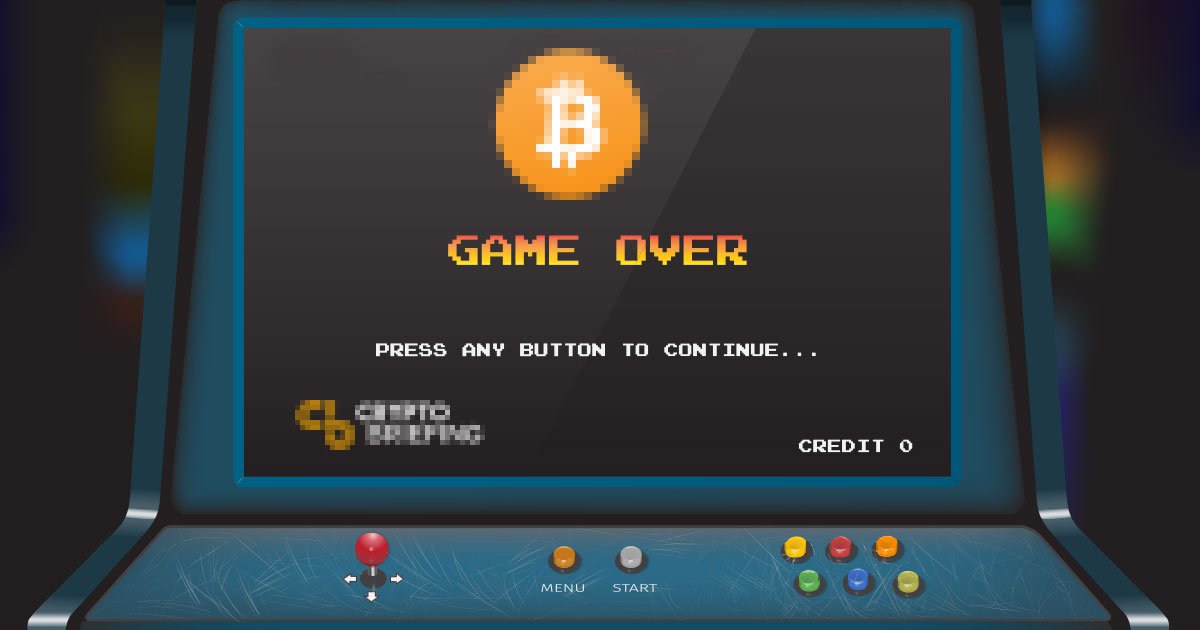 GAME OVER
PRESS ANY BUTTON TO CONTINUE...
CRYPTO
BRIEFING
CREDIT 0
MENU
START